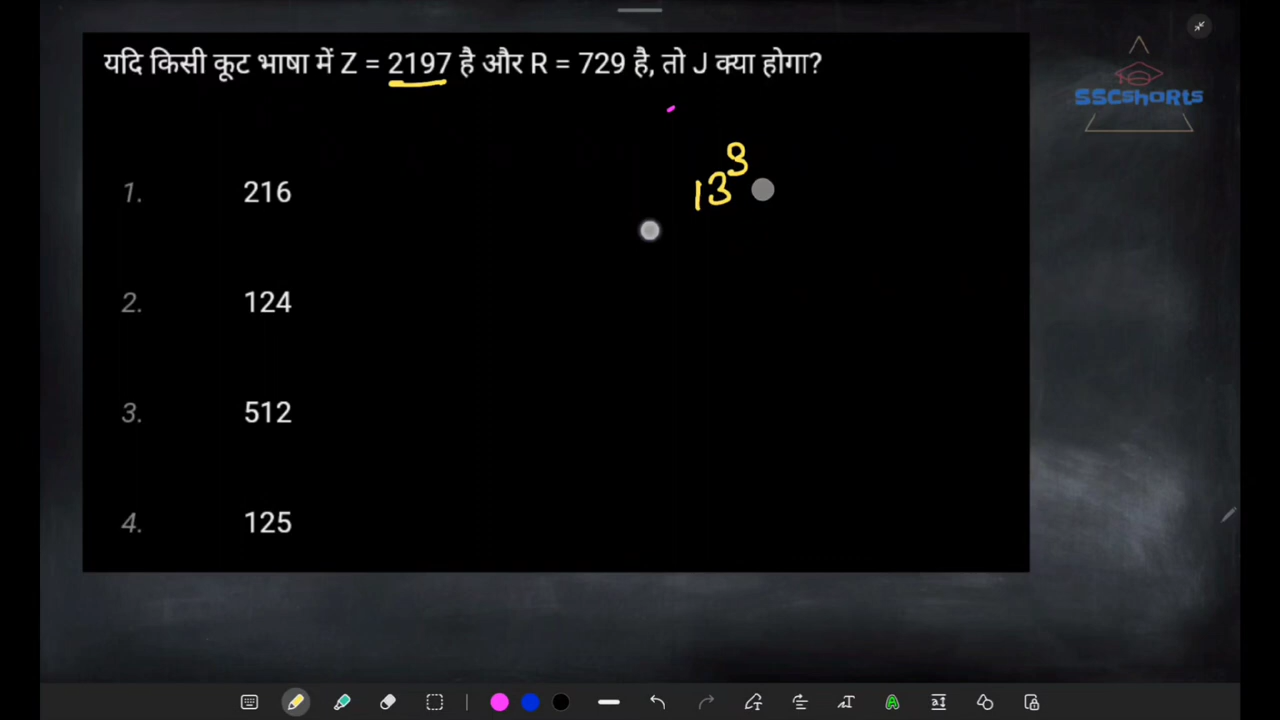 यदि किसी कूट भाषा में Z = 2197 है और R = 729 है, तो J क्या होगा?
SSCshoRts
13³
1. 216
2. 124
3. 512
4. 125